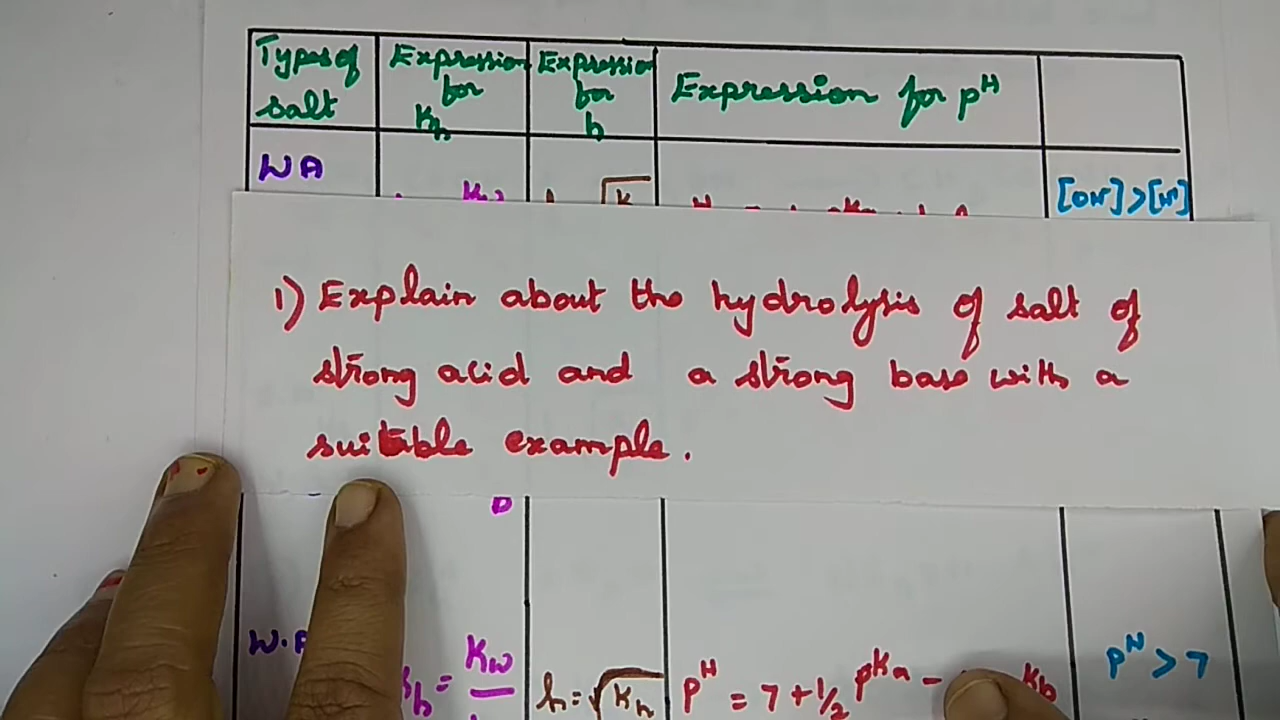 Types of salt
Expression for Kh
Expression for h
Expression for pH
WA
Kw
[OH-]>[H+]
1) Explain about the hydrolysis of salt of
strong acid and a strong base with a
suitable example.
W.A
Kh = Kw
h = √Kh
pH = 7 + 1/2 pKa -
Kb
pH > 7